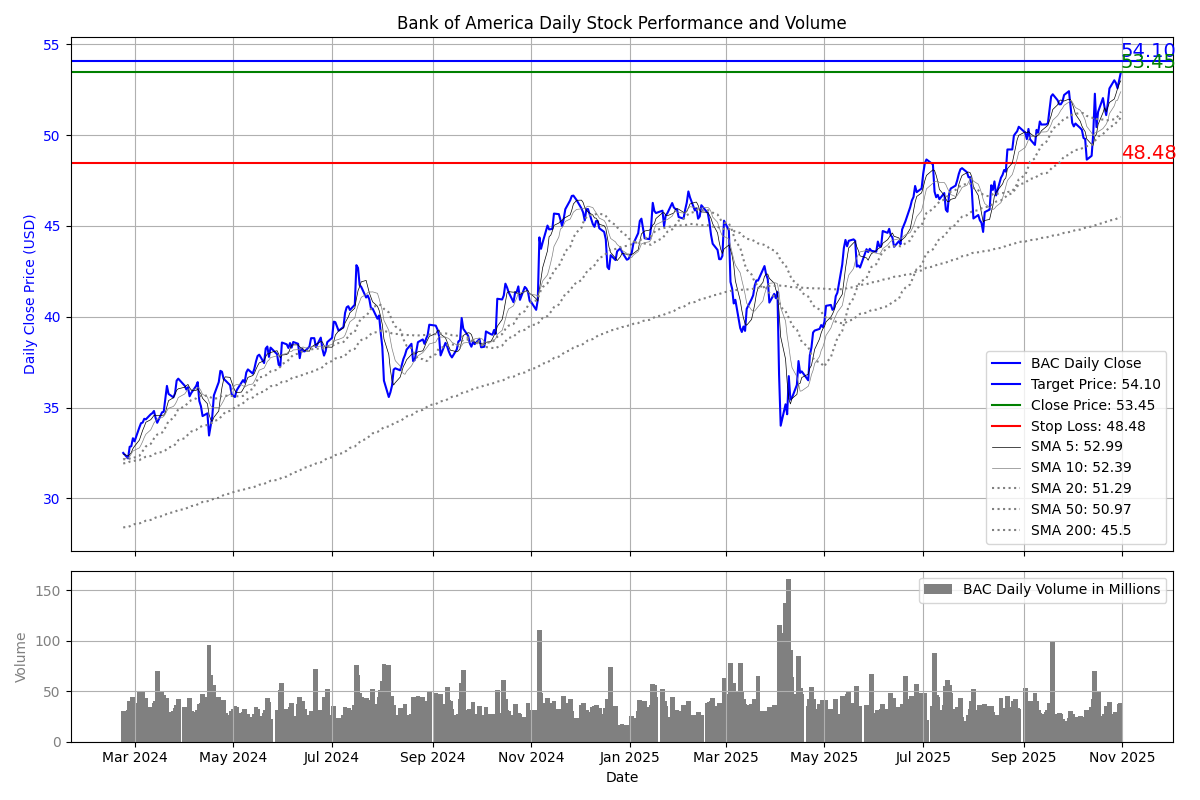 Bank of America Daily Stock Performance and Volume
55
50
45
40
35
30
Daily Close Price (USD)
54.10
53.45
48.48
BAC Daily Close
Target Price: 54.10
Close Price: 53.45
Stop Loss: 48.48
SMA 5: 52.99
SMA 10: 52.39
SMA 20: 51.29
SMA 50: 50.97
SMA 200: 45.5
150
100
50
0
Volume
BAC Daily Volume in Millions
Mar 2024 May 2024 Jul 2024 Sep 2024 Nov 2024 Jan 2025 Mar 2025 May 2025 Jul 2025 Sep 2025 Nov 2025
Date